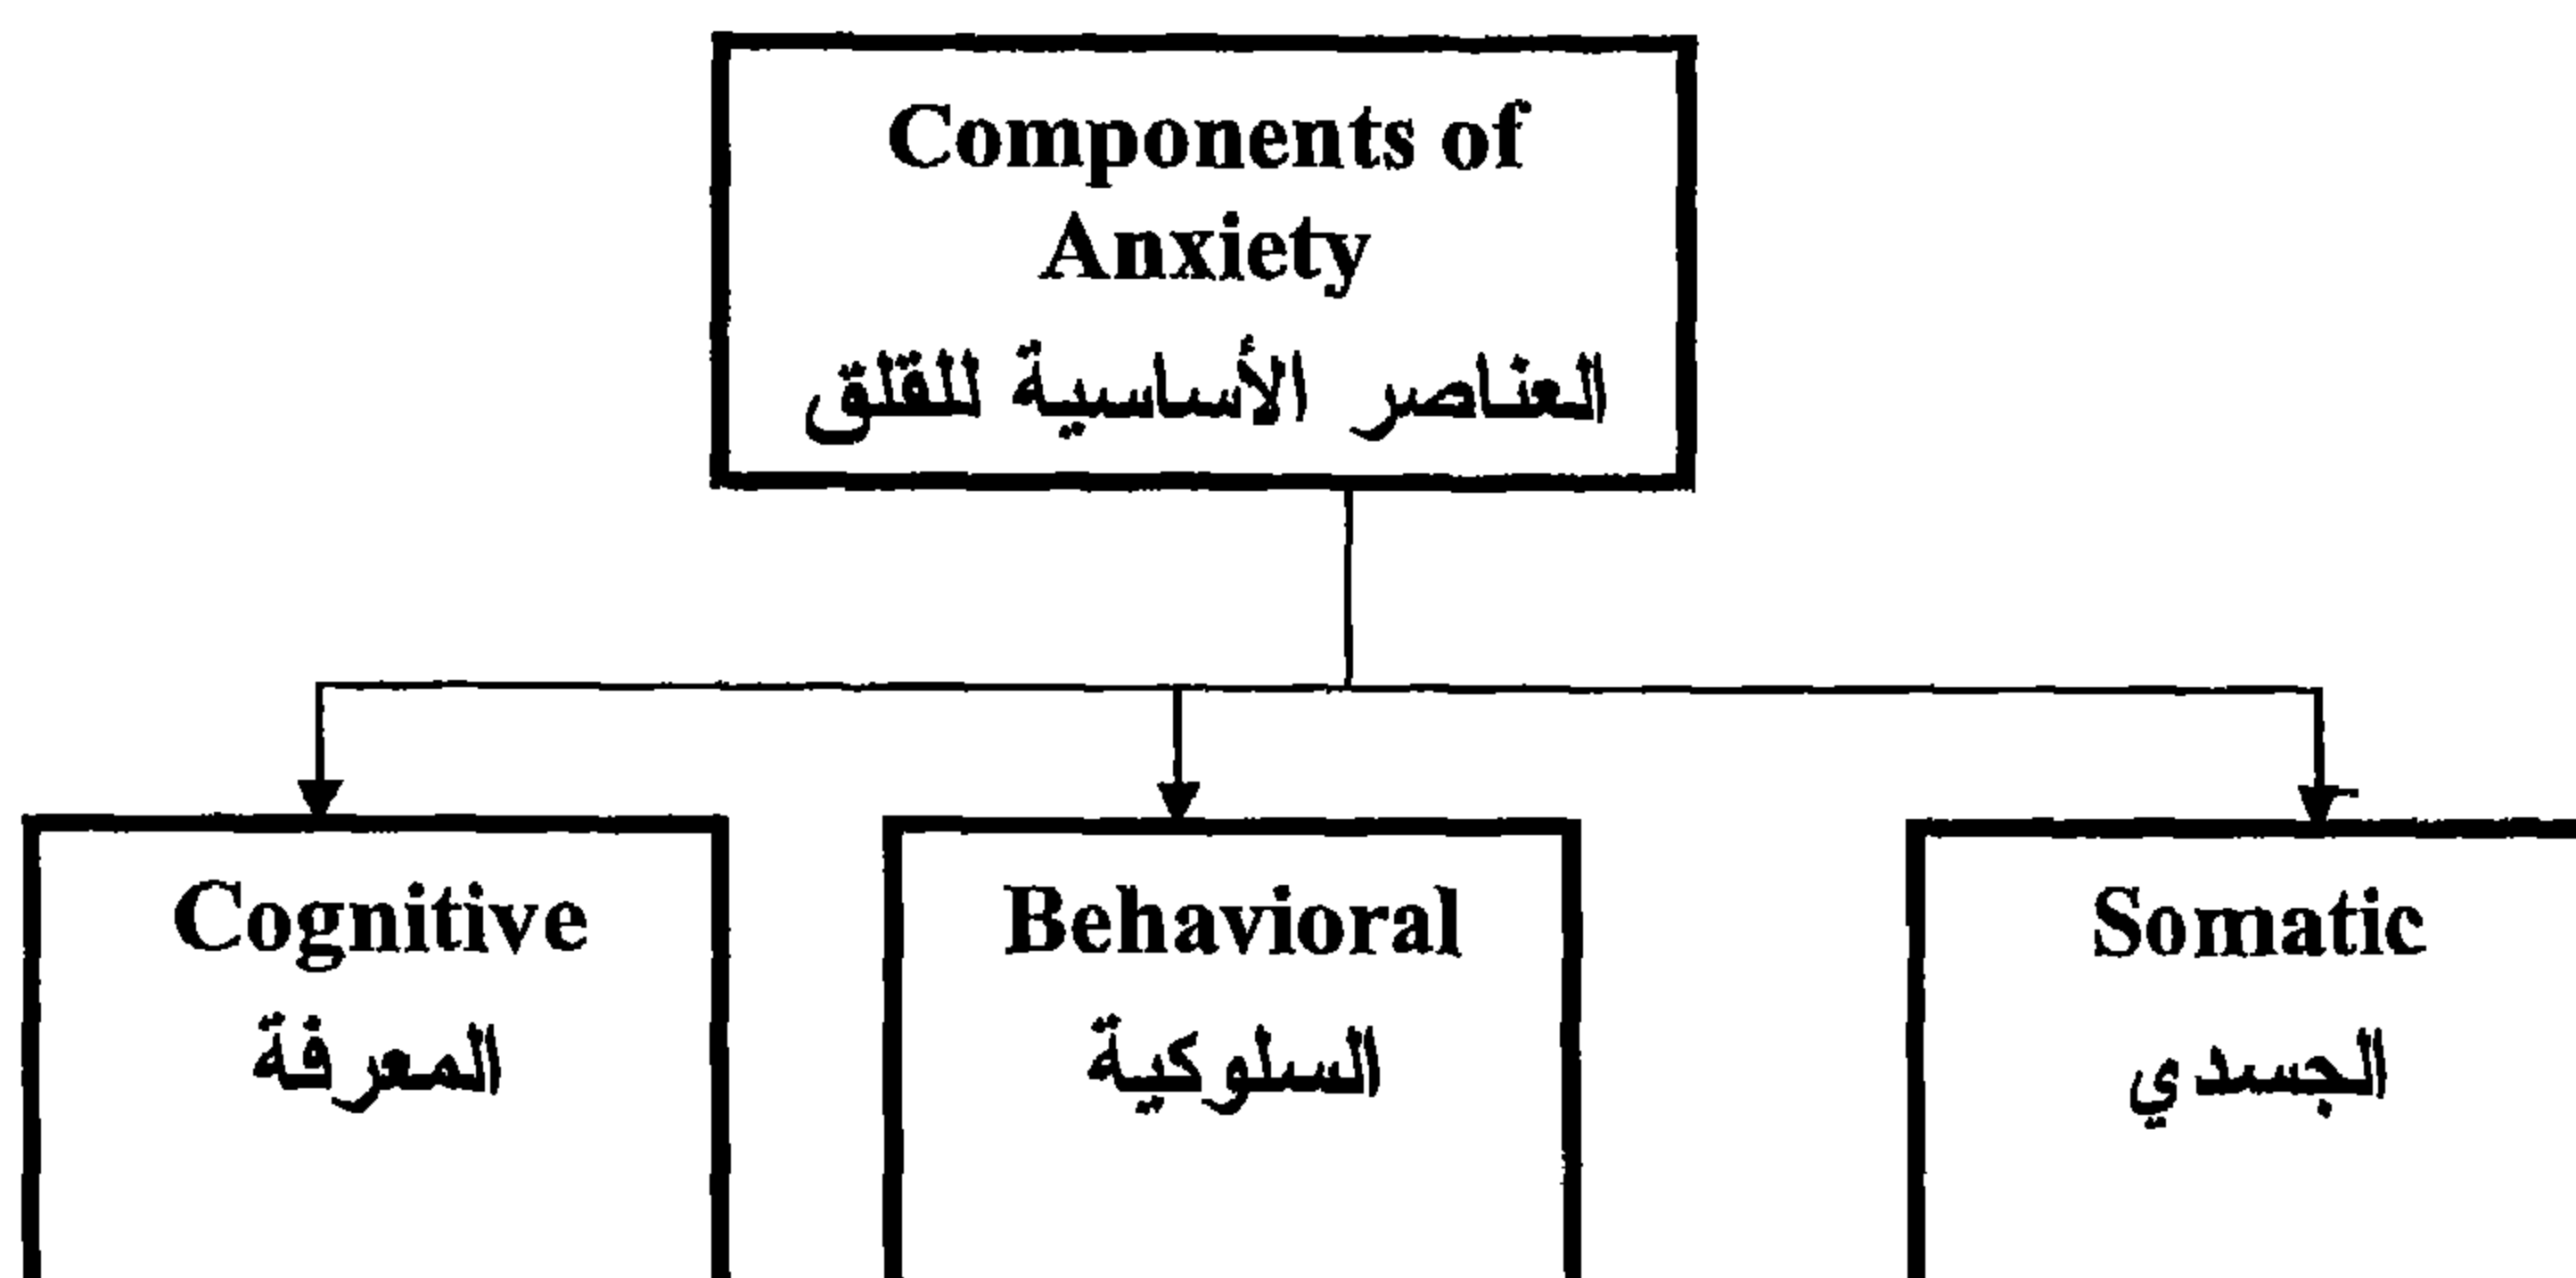 Components of
Anxiety
العناصر الأساسية للقلق
Cognitive
المعرفة
Behavioral
السلوكية
Somatic
الجسدي